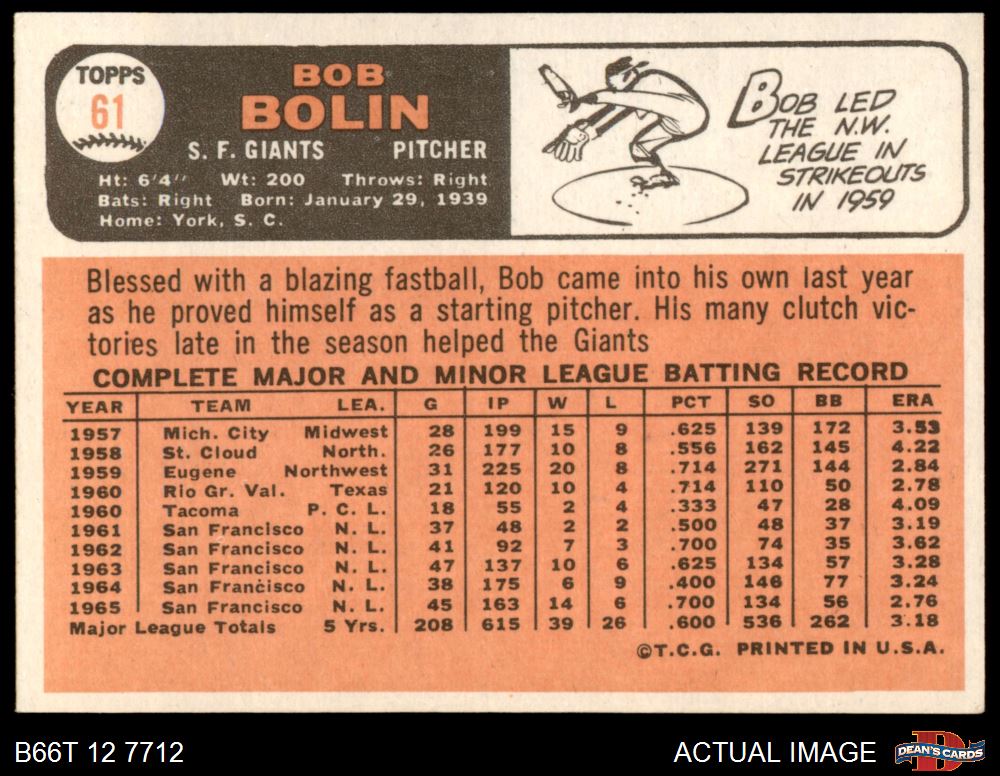 TOPPS
61
BOB
BOLIN
S. F. GIANTS PITCHER
Ht: 6'4" Wt: 200 Throws: Right
Bats: Right Born: January 29, 1939
Home: York, S. C.
BOB LED
THE N.W.
LEAGUE IN
STRIKEOUTS
IN 1959
Blessed with a blazing fastball, Bob came into his own last year
as he proved himself as a starting pitcher. His many clutch vic-
tories late in the season helped the Giants
COMPLETE MAJOR AND MINOR LEAGUE BATTING RECORD
YEAR TEAM LEA. G IP W L PCT SO BB ERA
1957 Mich. City Midwest 28 199 15 9 .625 139 172 3.53
1958 St. Cloud North. 26 177 10 8 .556 162 145 4.22
1959 Eugene Northwest 31 225 20 8 .714 271 144 2.84
1960 Rio Gr. Val. Texas 21 120 10 4 .714 110 50 2.78
1960 Tacoma P. C. L. 18 55 2 4 .333 47 28 4.09
1961 San Francisco N. L. 37 48 2 2 .500 48 37 3.19
1962 San Francisco N. L. 41 92 7 3 .700 74 35 3.62
1963 San Francisco N. L. 47 137 10 6 .625 134 57 3.28
1964 San Francisco N. L. 38 175 6 9 .400 146 77 3.24
1965 San Francisco N. L. 45 163 14 6 .700 134 56 2.76
Major League Totals 5 Yrs. 208 615 39 26 .600 536 262 3.18
©T.C.G. PRINTED IN U.S.A.
B66T 12 7712 ACTUAL IMAGE DEAN'S CARDS